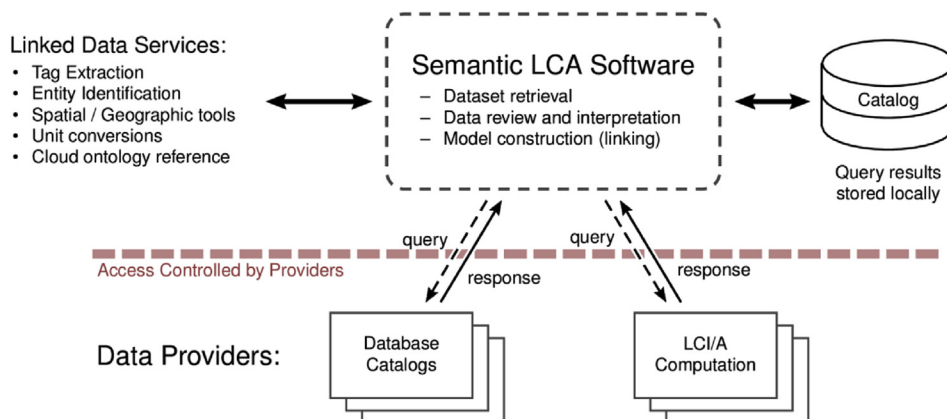 Linked Data Services:
• Tag Extraction
• Entity Identification
• Spatial / Geographic tools
• Unit conversions
• Cloud ontology reference
Semantic LCA Software
– Dataset retrieval
– Data review and interpretation
– Model construction (linking)
Catalog
Query results
stored locally
query
response
query
response
Access Controlled by Providers
Data Providers:
Database
Catalogs
LCI/A
Computation